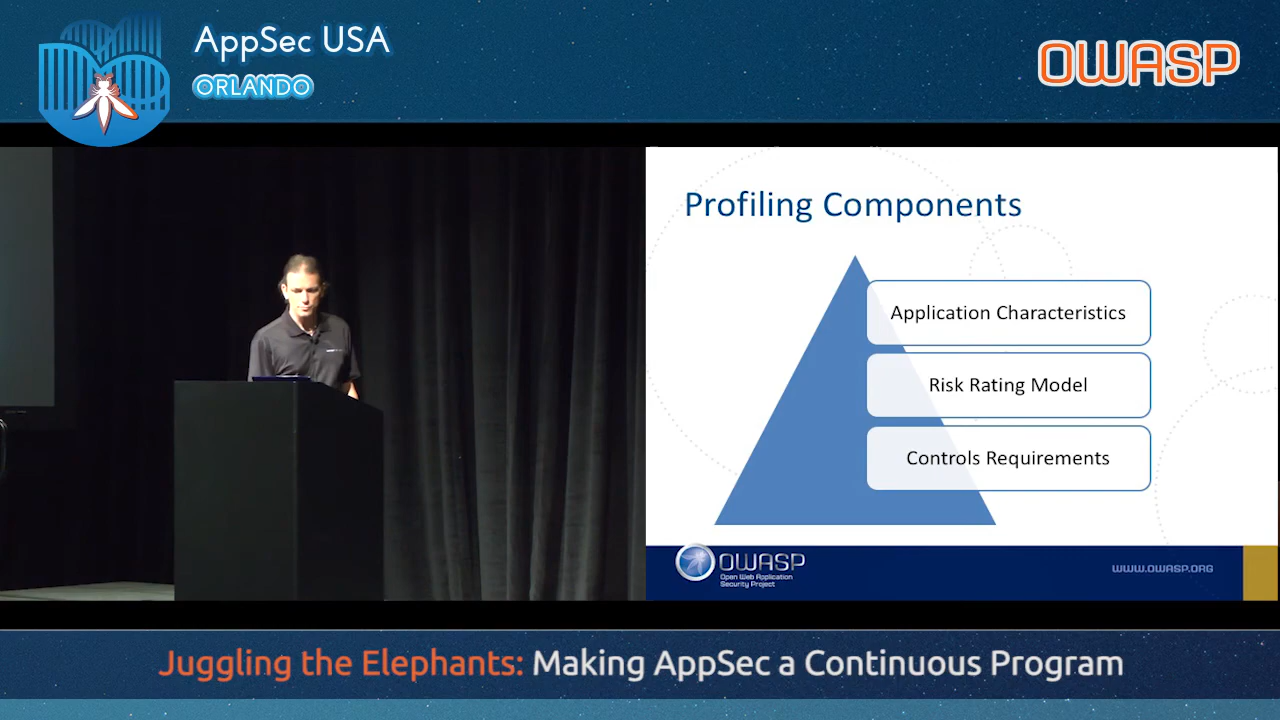 AppSec USA
ORLANDO
OWASP
Profiling Components
Application Characteristics
Risk Rating Model
Controls Requirements
OWASP
Open Web Application
Security Project
WWW.OWASP.ORG
Juggling the Elephants: Making AppSec a Continuous Program